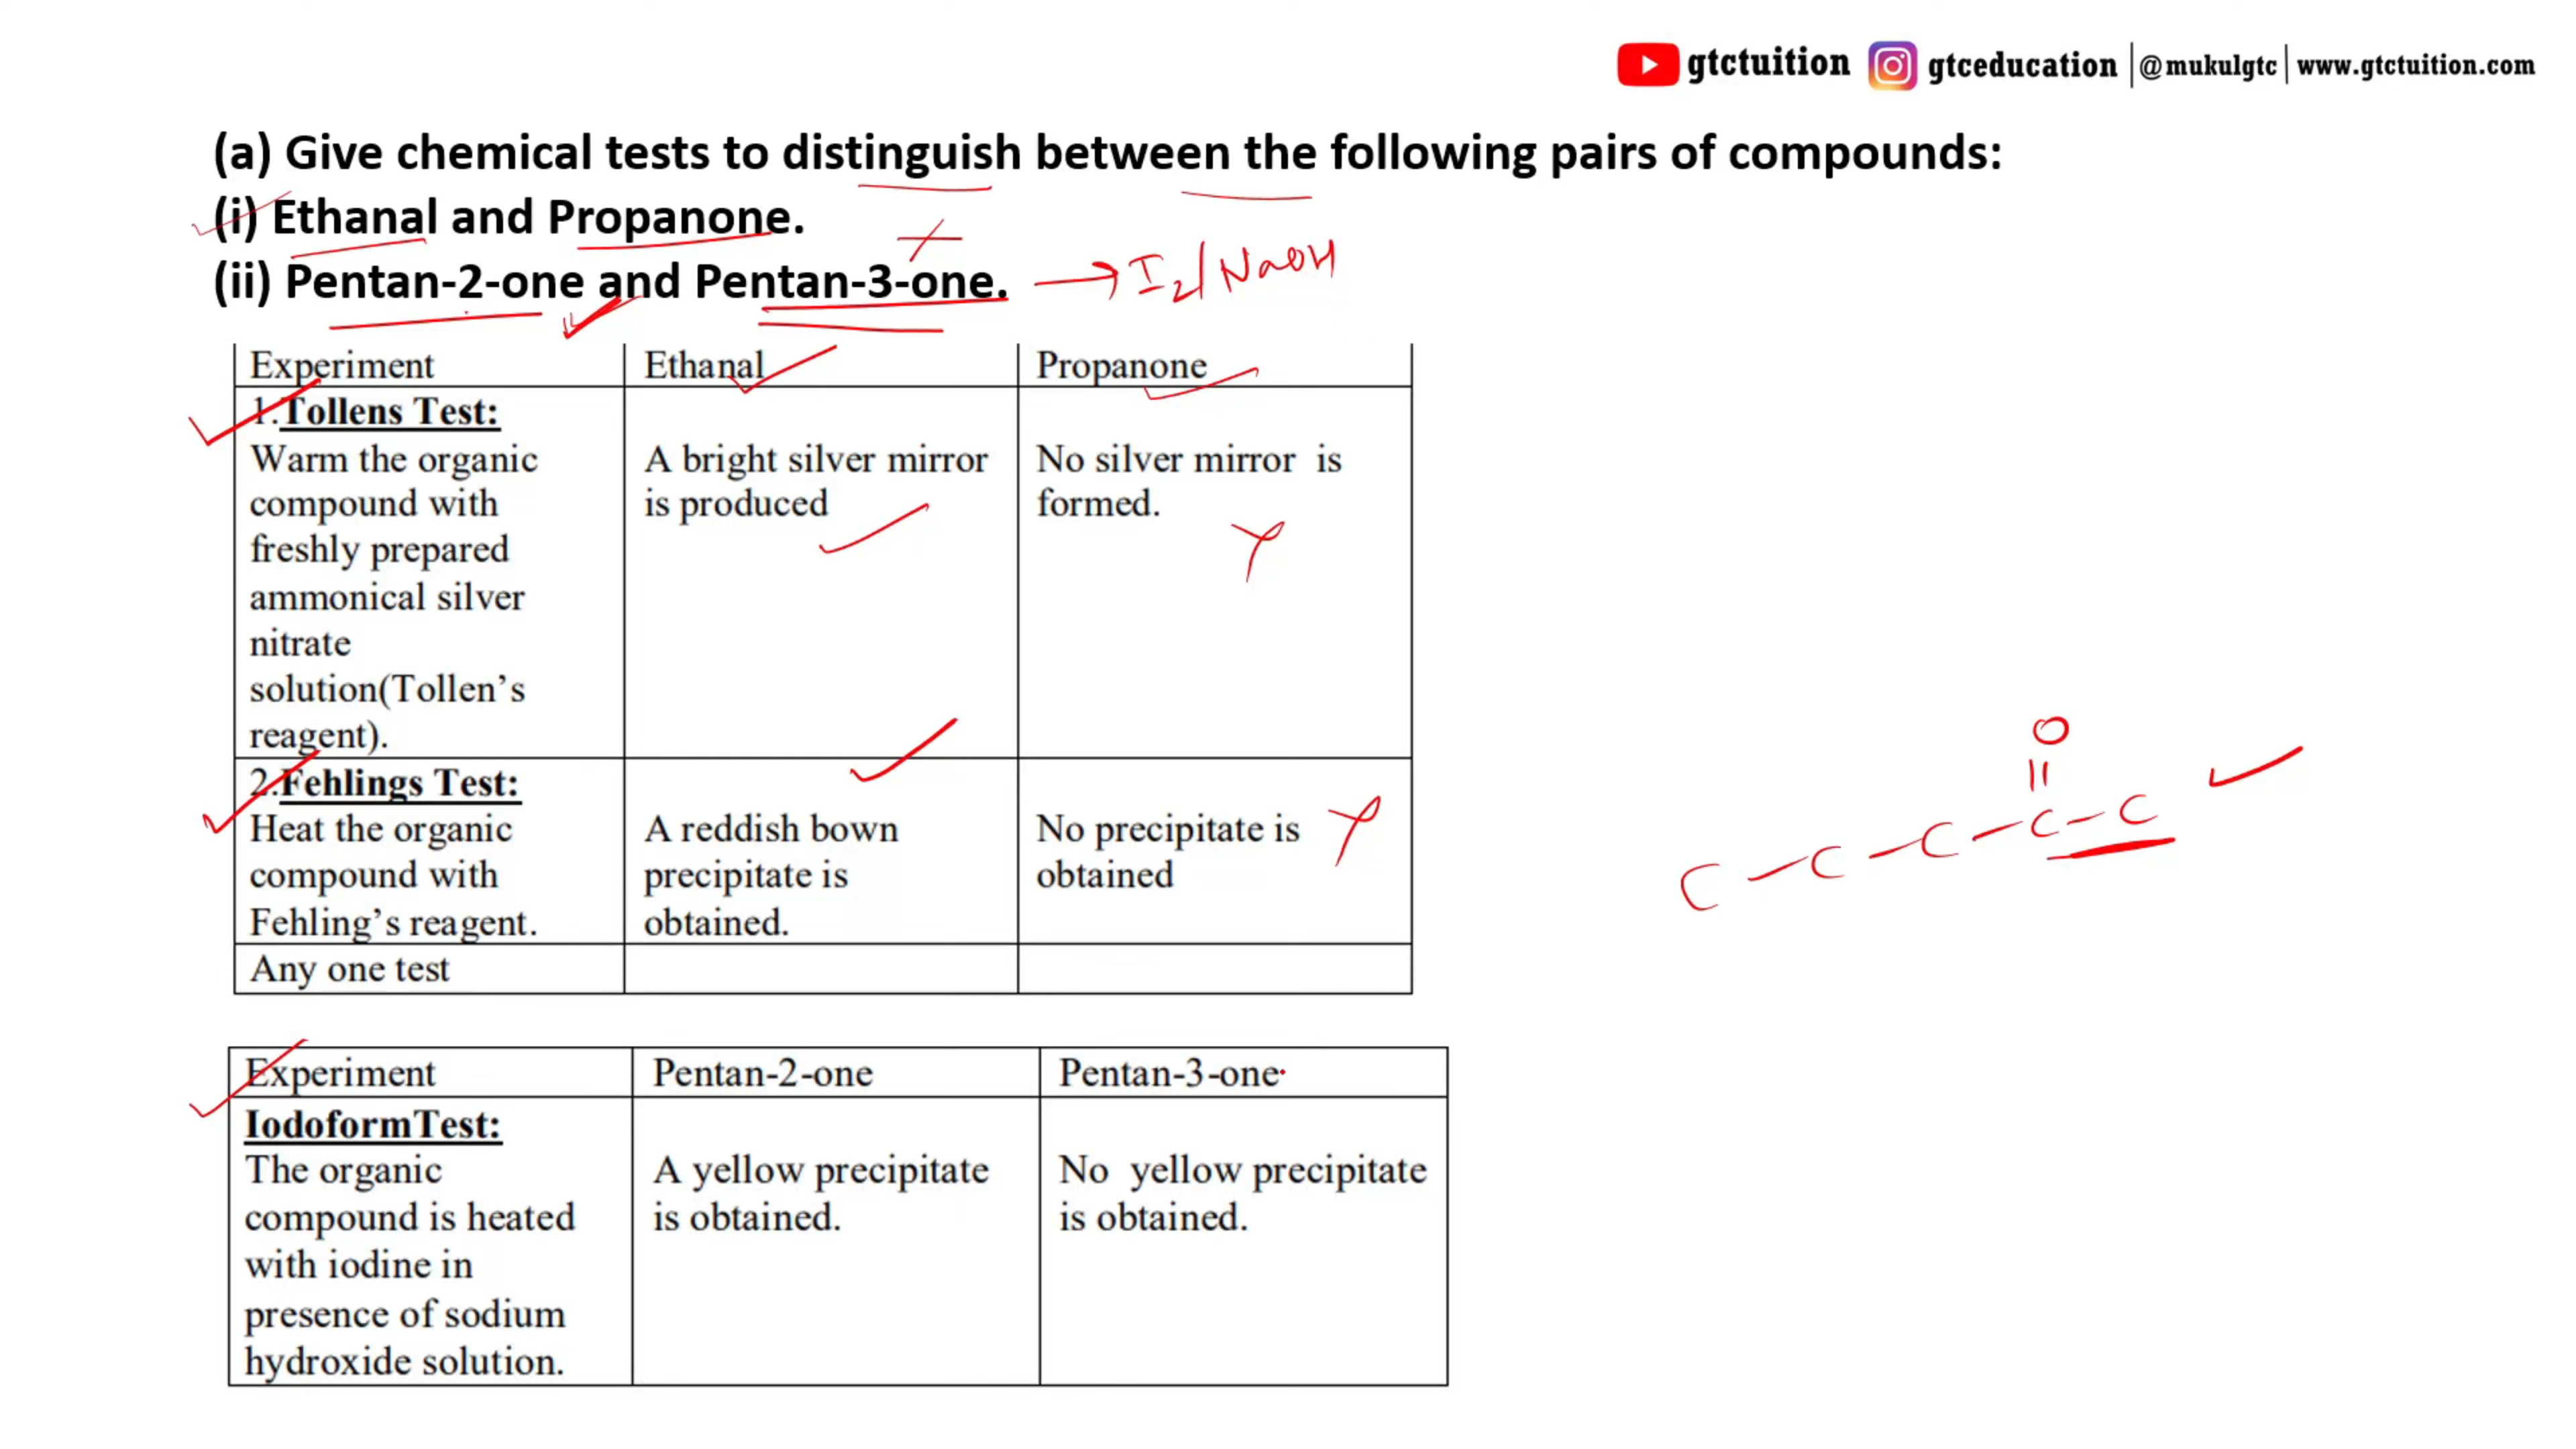 gtctuition gtceducation | @mukulgtc | www.gtctuition.com
(a) Give chemical tests to distinguish between the following pairs of compounds:
(i) Ethanal and Propanone.
(ii) Pentan-2-one and Pentan-3-one. → I2/NaOH
Experiment Ethanal Propanone
1.Tollens Test:
Warm the organic
compound with
freshly prepared
ammonical silver
nitrate
solution(Tollen’s
reagent).
A bright silver mirror
is produced
No silver mirror is
formed.
2.Fehlings Test:
Heat the organic
compound with
Fehling’s reagent.
A reddish bown
precipitate is
obtained.
No precipitate is
obtained
Any one test
O
||
C – C – C – C – C
Experiment Pentan-2-one Pentan-3-one
IodoformTest:
The organic
compound is heated
with iodine in
presence of sodium
hydroxide solution.
A yellow precipitate
is obtained.
No yellow precipitate
is obtained.